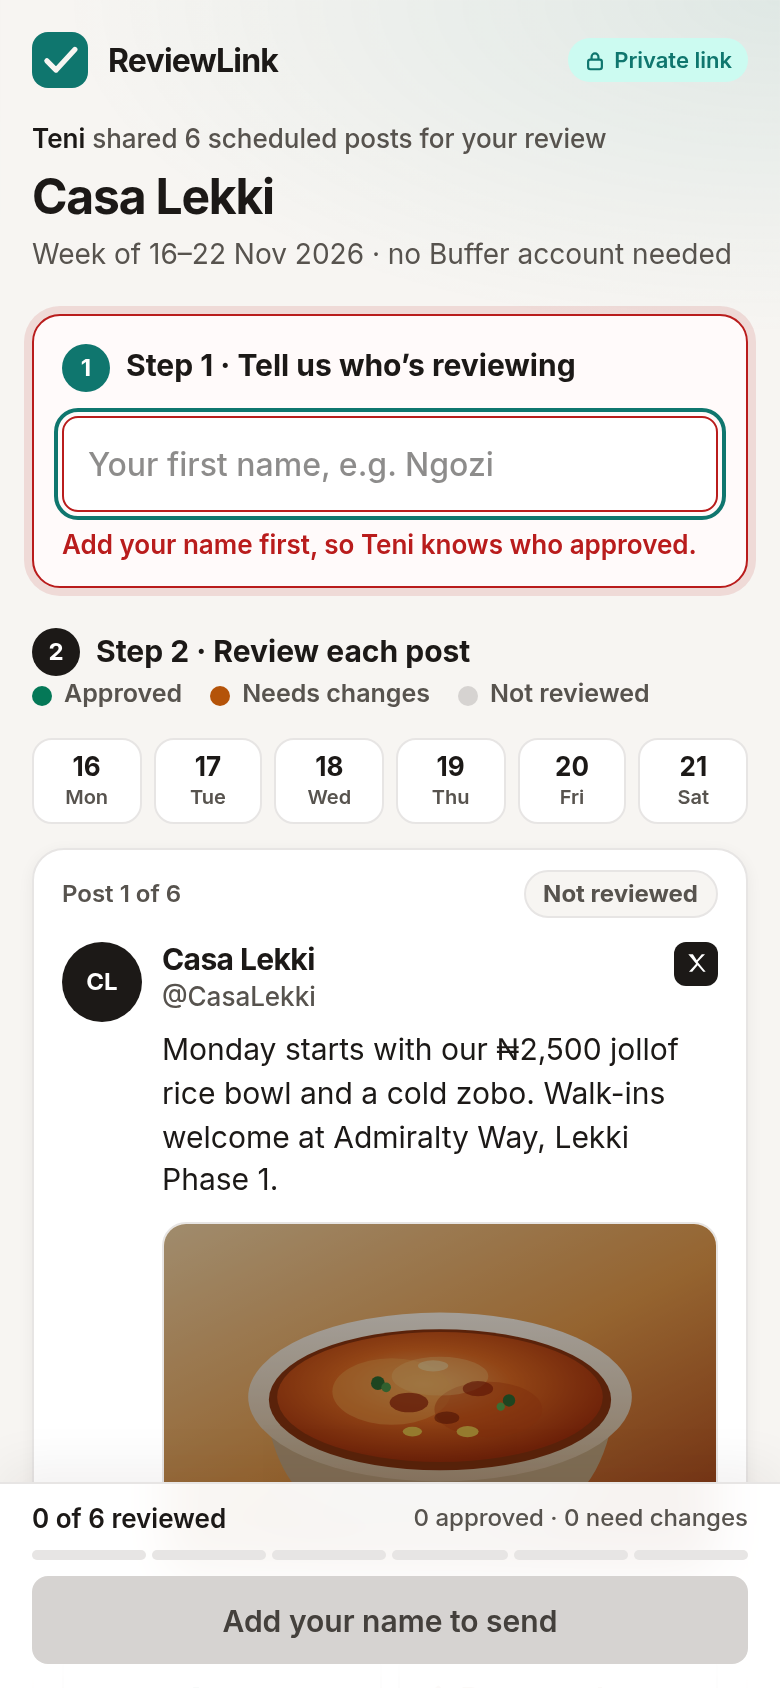 ReviewLink
Private link
Teni shared 6 scheduled posts for your review
Casa Lekki
Week of 16–22 Nov 2026 · no Buffer account needed
1
Step 1 · Tell us who’s reviewing
Your first name, e.g. Ngozi
Add your name first, so Teni knows who approved.
2
Step 2 · Review each post
Approved
Needs changes
Not reviewed
16
Mon
17
Tue
18
Wed
19
Thu
20
Fri
21
Sat
Post 1 of 6
Not reviewed
CL
Casa Lekki
X
@CasaLekki
Monday starts with our ₦2,500 jollof
rice bowl and a cold zobo. Walk-ins
welcome at Admiralty Way, Lekki
Phase 1.
0 of 6 reviewed
0 approved · 0 need changes
Add your name to send